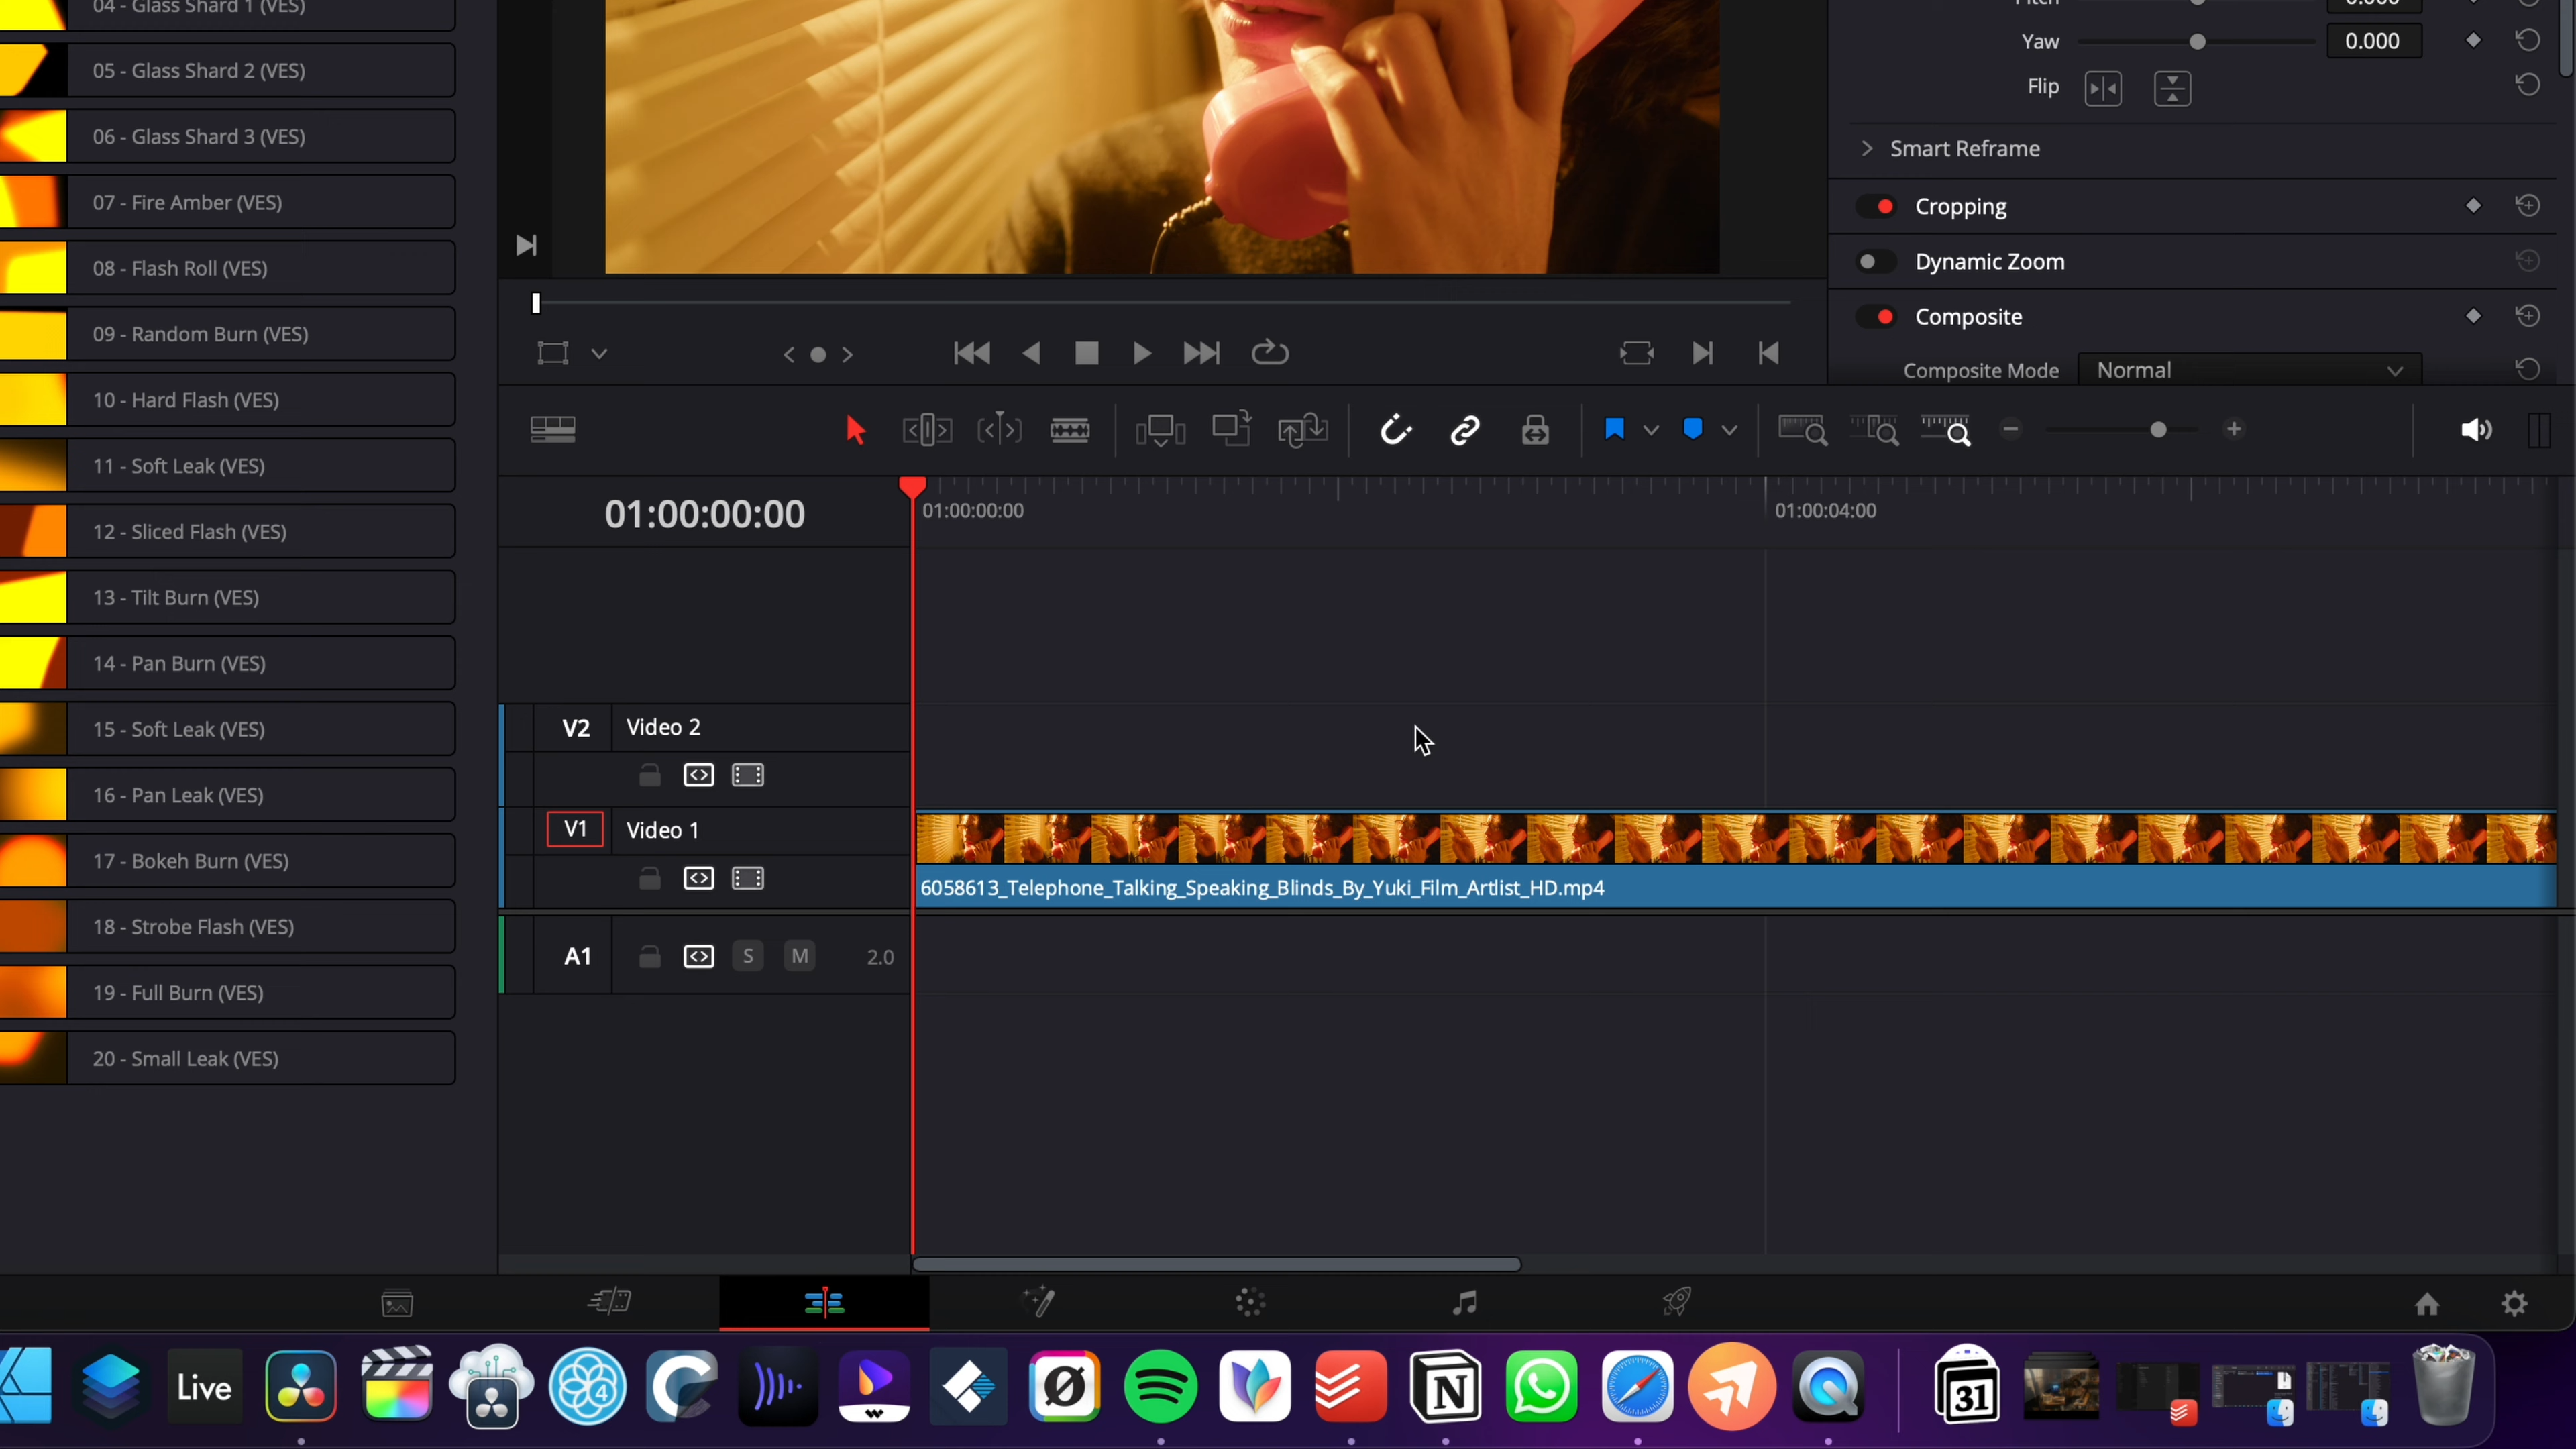 04 - Glass Shard 1 (VES)
05 - Glass Shard 2 (VES)
06 - Glass Shard 3 (VES)
07 - Fire Amber (VES)
08 - Flash Roll (VES)
09 - Random Burn (VES)
10 - Hard Flash (VES)
11 - Soft Leak (VES)
12 - Sliced Flash (VES)
13 - Tilt Burn (VES)
14 - Pan Burn (VES)
15 - Soft Leak (VES)
16 - Pan Leak (VES)
17 - Bokeh Burn (VES)
18 - Strobe Flash (VES)
19 - Full Burn (VES)
20 - Small Leak (VES)
Pitch 0.000
Yaw 0.000
Flip
Smart Reframe
Cropping
Dynamic Zoom
Composite
Composite Mode Normal
01:00:00:00
01:00:00:00
01:00:04:00
V2 Video 2
V1 Video 1
6058613_Telephone_Talking_Speaking_Blinds_By_Yuki_Film_Artlist_HD.mp4
A1 S M 2.0
Live
4
N
31